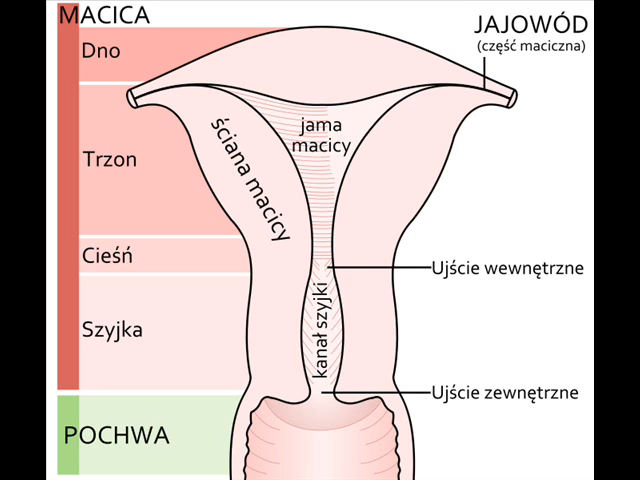 MACICA
Dno
Trzon
Cieśń
Szyjka
POCHWA
JAJOWÓD
(część maciczna)
jama
macicy
ściana macicy
kanał szyjki
Ujście wewnętrzne
Ujście zewnętrzne